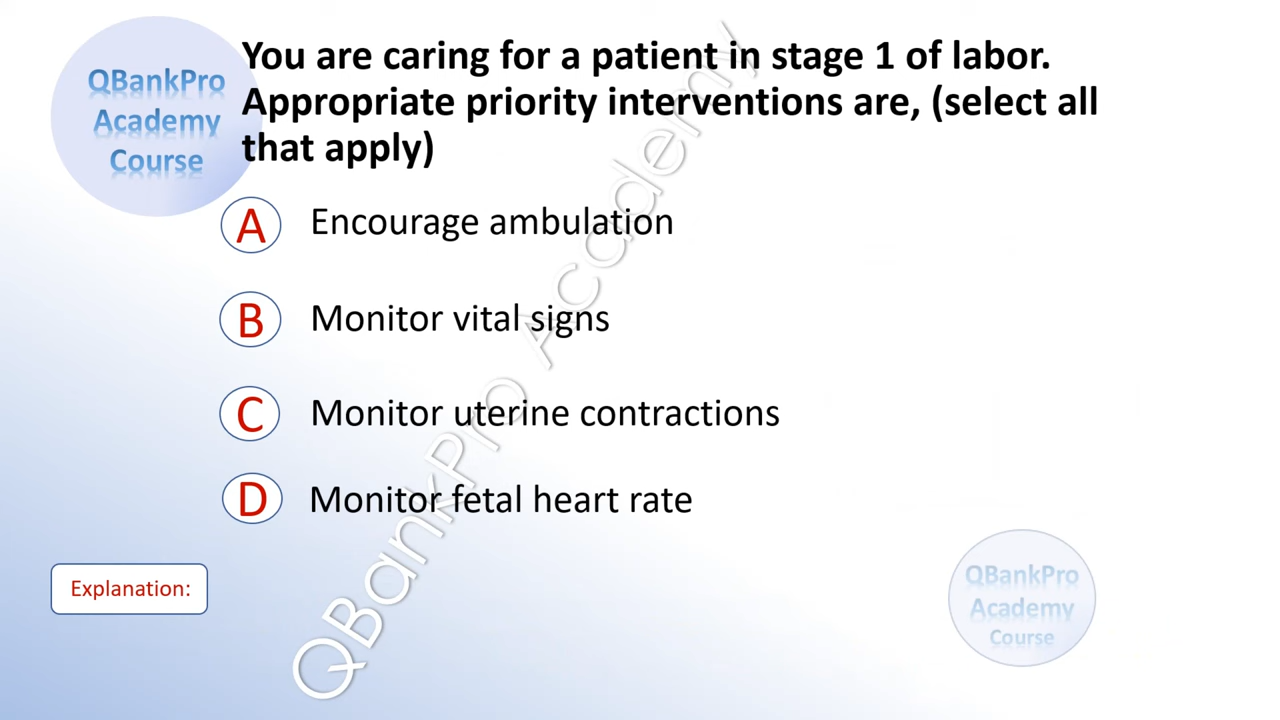 QBankPro
Academy
Course
You are caring for a patient in stage 1 of labor.
Appropriate priority interventions are, (select all
that apply)
A Encourage ambulation
B Monitor vital signs
C Monitor uterine contractions
D Monitor fetal heart rate
Explanation:
QBankPro Academy
QBankPro
Academy
Course